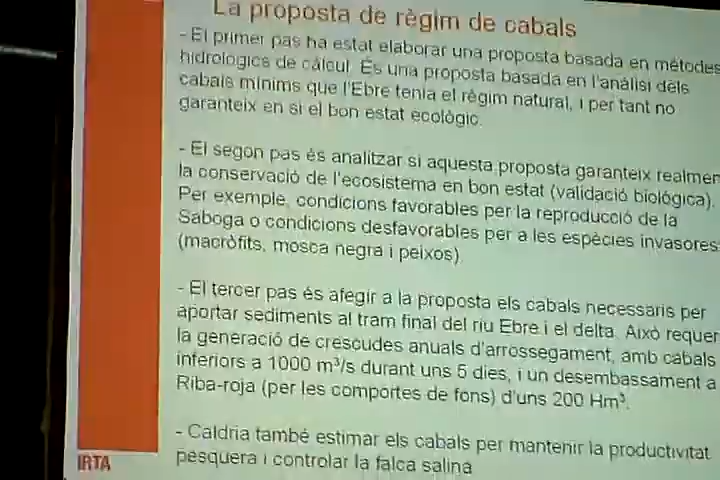 La proposta de règim de cabals
- El primer pas ha estat elaborar una proposta basada en mètodes
hidrològics de càlcul. És una proposta basada en l'anàlisi dels
cabals mínims que l'Ebre tenia el règim natural, i per tant no
garanteix en si el bon estat ecològic.
- El segon pas és analitzar si aquesta proposta garanteix realmen
la conservació de l'ecosistema en bon estat (validació biològica).
Per exemple, condicions favorables per la reproducció de la
Saboga o condicions desfavorables per a les espècies invasores
(macròfits, mosca negra i peixos)
- El tercer pas és afegir a la proposta els cabals necessaris per
aportar sediments al tram final del riu Ebre i el delta. Això requer
la generació de crescudes anuals d'arrossegament, amb cabals
inferiors a 1000 m³/s durant uns 5 dies, i un desembassament a
Riba-roja (per les comportes de fons) d'uns 200 Hm³.
- Caldria també estimar els cabals per mantenir la productivitat
pesquera i controlar la falca salina
IRTA